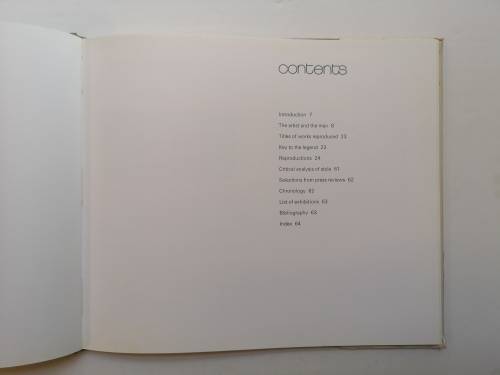 contents
Introduction 7
The artist and the man 8
Titles of works reproduced 23
Key to the legend 23
Reproductions 24
Critical analysis of style 61
Selections from press reviews 62
Chronology 62
List of exhibitions 63
Bibliography 63
Index 64